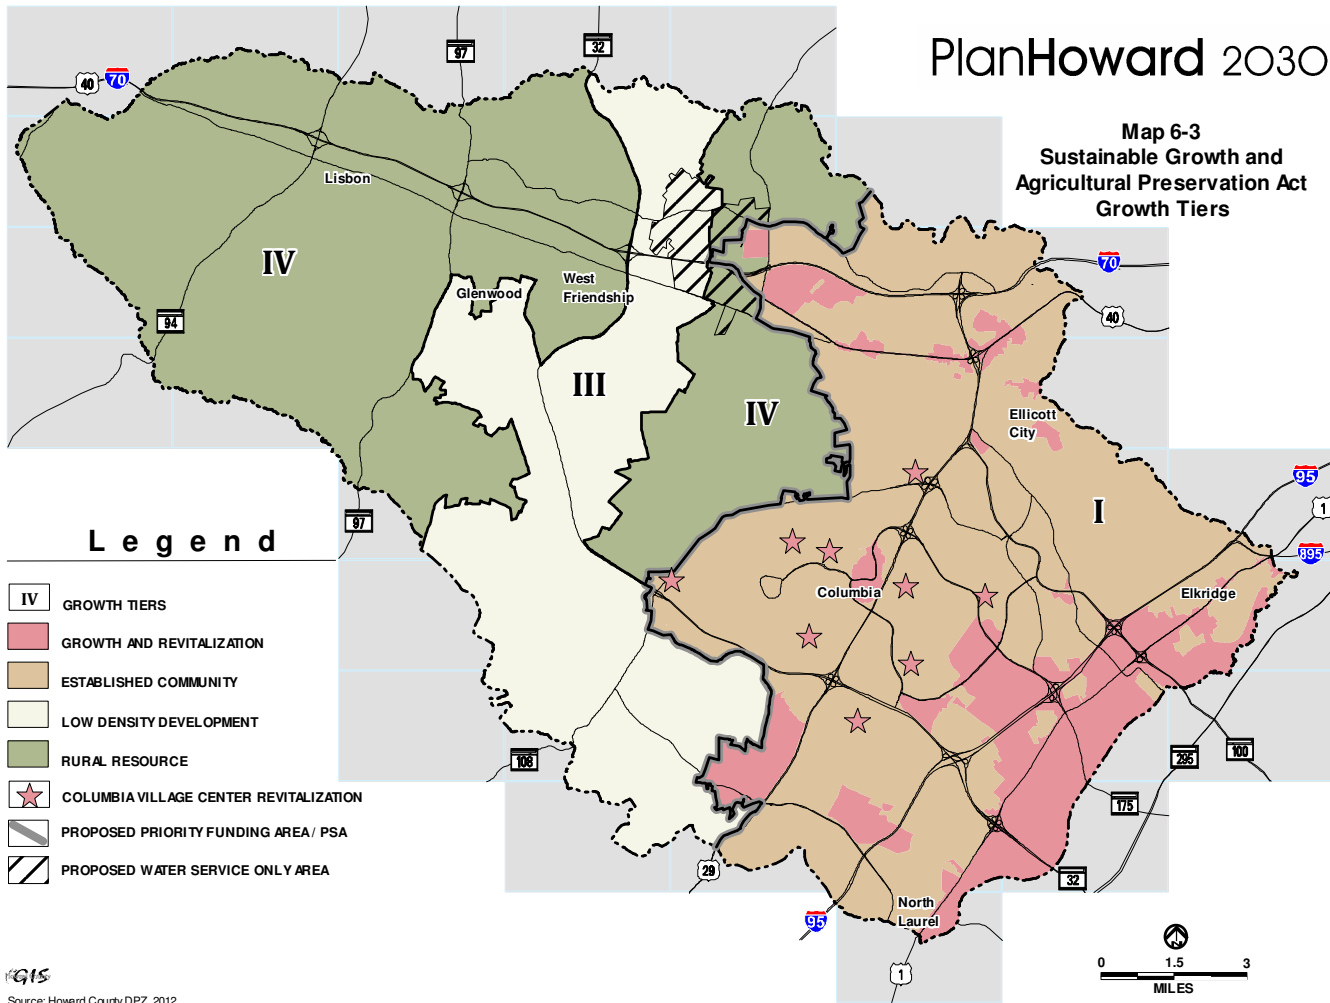 PlanHoward 2030
Map 6-3
Sustainable Growth and
Agricultural Preservation Act
Growth Tiers
40
70
97
32
Lisbon
IV
94
Glenwood
West
Friendship
III
IV
70
40
Ellicott
City
I
95
1
895
97
Columbia
Elkridge
108
29
95
North
Laurel
1
32
175
295
100
Legend
IV GROWTH TIERS
GROWTH AND REVITALIZATION
ESTABLISHED COMMUNITY
LOW DENSITY DEVELOPMENT
RURAL RESOURCE
COLUMBIA VILLAGE CENTER REVITALIZATION
PROPOSED PRIORITY FUNDING AREA / PSA
PROPOSED WATER SERVICE ONLY AREA
0 1.5 3
MILES
GIS
Source: Howard County DPZ, 2012